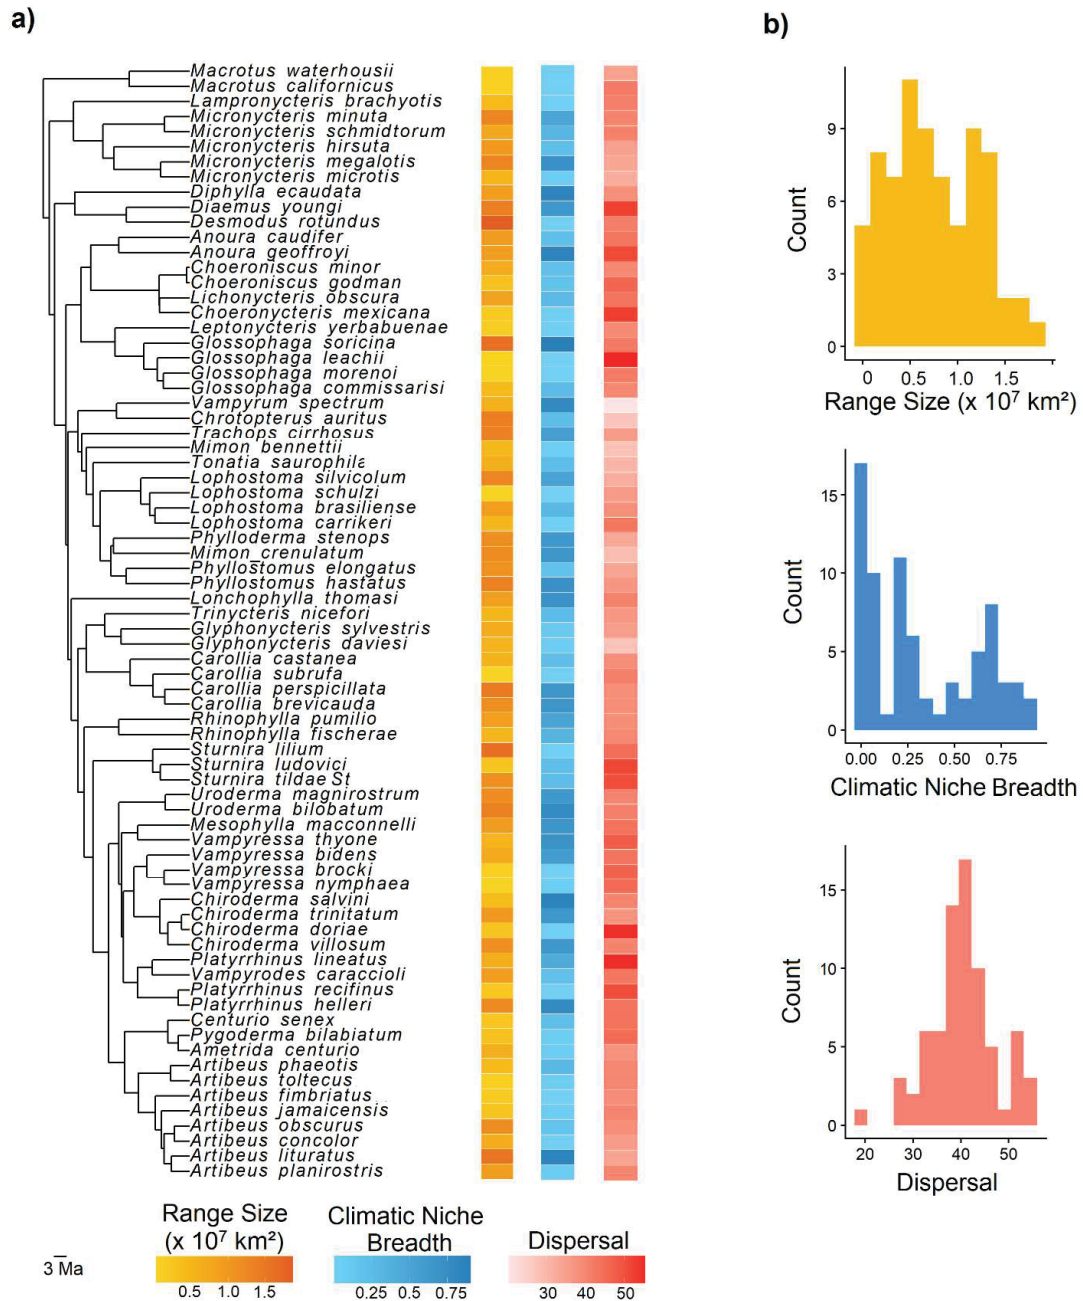 a)
Macrotus waterhousii
Macrotus californicus
Lampronycteris brachyotis
Micronycteris minuta
Micronycteris schmidtorum
Micronycteris hirsuta
Micronycteris megalotis
Micronycteris microtis
Diphylla ecaudata
Diaemus youngi
Desmodus rotundus
Anoura caudifer
Anoura geoffroyi
Choeroniscus minor
Choeroniscus godman
Lichonycteris obscura
Choeronycteris mexicana
Leptonycteris yerbabuenae
Glossophaga soricina
Glossophaga leachii
Glossophaga morenoi
Glossophaga commissarisi
Vampyrum spectrum
Chrotopterus auritus
Trachops cirrhosus
Mimon bennettii
Tonatia saurophila
Lophostoma silvicolum
Lophostoma schulzi
Lophostoma brasiliense
Lophostoma carrikeri
Phylloderma stenops
Mimon_crenulatum
Phyllostomus elongatus
Phyllostomus hastatus
Lonchophylla thomasi
Trinycteris nicefori
Glyphonycteris sylvestris
Glyphonycteris daviesi
Carollia castanea
Carollia subrufa
Carollia perspicillata
Carollia brevicauda
Rhinophylla pumilio
Rhinophylla fischerae
Sturnira lilium
Sturnira ludovici
Sturnira tildae St
Uroderma magnirostrum
Uroderma bilobatum
Mesophylla macconnelli
Vampyressa thyone
Vampyressa bidens
Vampyressa brocki
Vampyressa nymphaea
Chiroderma salvini
Chiroderma trinitatum
Chiroderma doriae
Chiroderma villosum
Platyrrhinus lineatus
Vampyrodes caraccioli
Platyrrhinus recifinus
Platyrrhinus helleri
Centurio senex
Pygoderma bilabiatum
Ametrida centurio
Artibeus phaeotis
Artibeus toltecus
Artibeus fimbriatus
Artibeus jamaicensis
Artibeus obscurus
Artibeus concolor
Artibeus lituratus
Artibeus planirostris
3 Ma
Range Size
(x 10⁷ km²)
0.5 1.0 1.5
Climatic Niche
Breadth
0.25 0.5 0.75
Dispersal
30 40 50
b)
Count
9
6
3
0
0 0.5 1.0 1.5
Range Size (x 10⁷ km²)
Count
15
10
5
0
0.00 0.25 0.50 0.75
Climatic Niche Breadth
Count
15
10
5
0
20 30 40 50
Dispersal